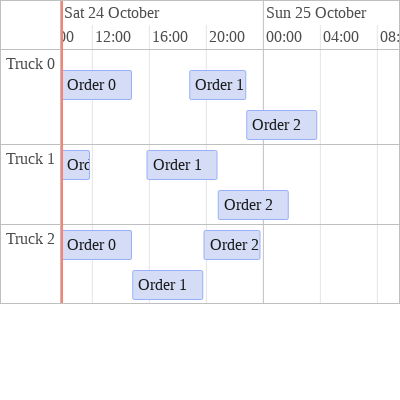 Sat 24 October Sun 25 October
00 12:00 16:00 20:00 00:00 04:00 08:
Truck 0
Order 0 Order 1
Order 2
Truck 1
Ord Order 1
Order 2
Truck 2
Order 0 Order 2
Order 1